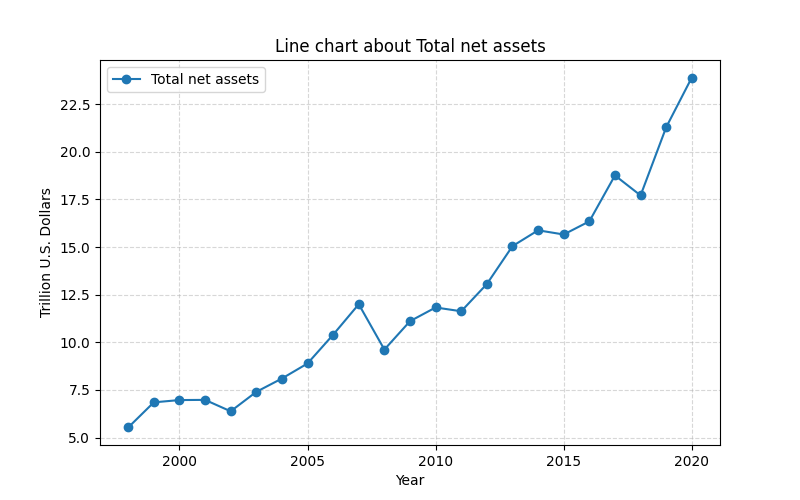 Line chart about Total net assets
Total net assets
Trillion U.S. Dollars
22.5
20.0
17.5
15.0
12.5
10.0
7.5
5.0
2000 2005 2010 2015 2020
Year